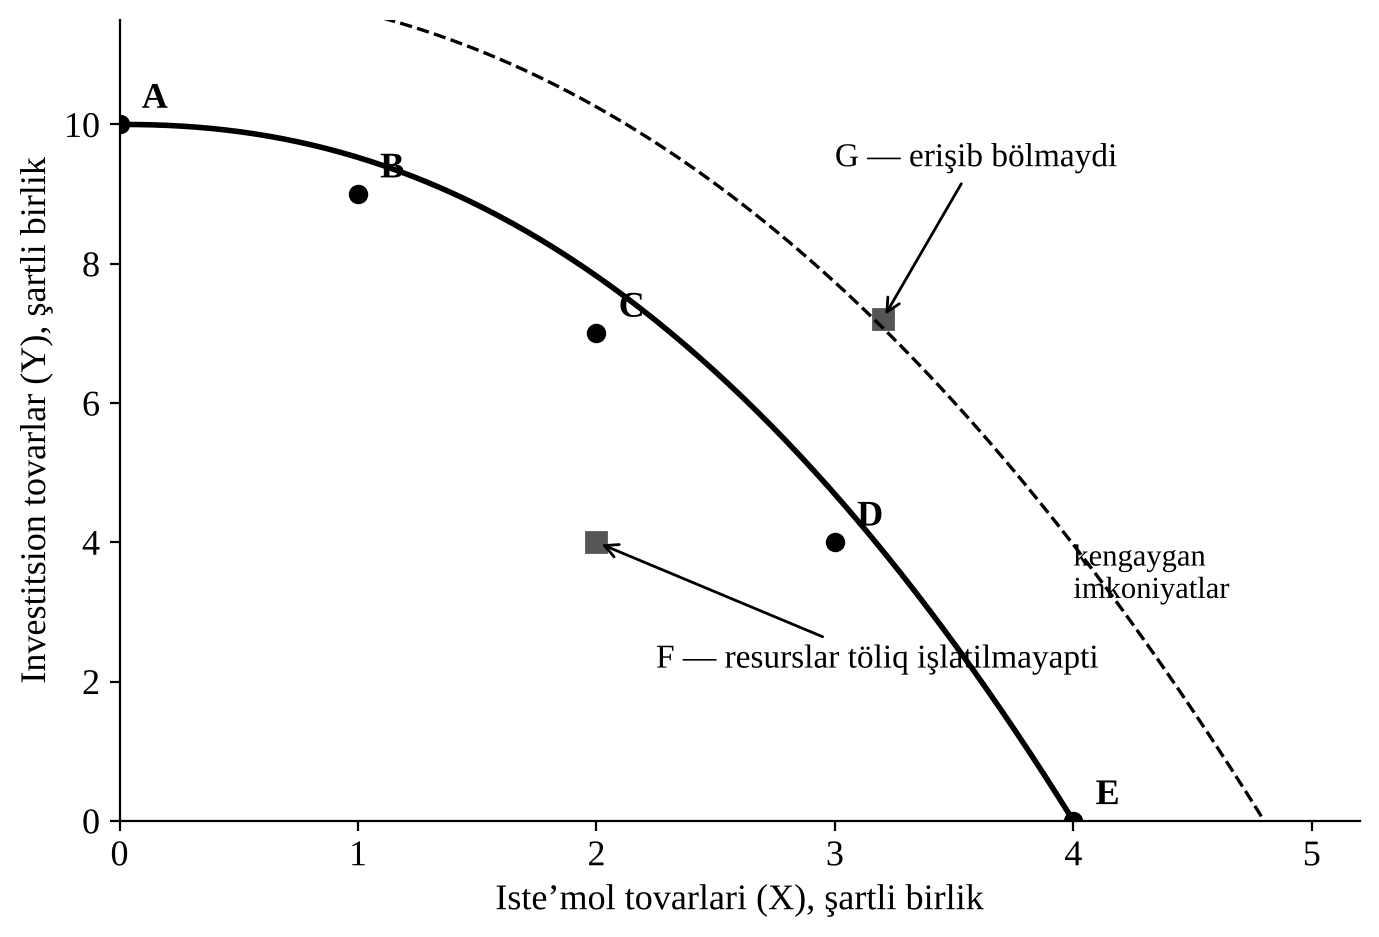 A
10
B
G — erişib bölmaydi
8
C
6
D
4
kengaygan
imkoniyatlar
F — resurslar töliq işlatilmayapti
2
E
0
0 1 2 3 4 5
Iste’mol tovarlari (X), şartli birlik
Investitsion tovarlar (Y), şartli birlik